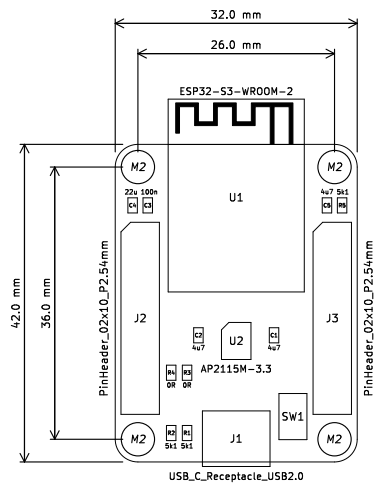 32.0 mm
26.0 mm
ESP32-S3-WROOM-2
M2
M2
U1
22u 100n
C4 C3
4u7 5k1
C5 R5
42.0 mm
36.0 mm
PinHeader_02x10_P2.54mm
J2
J3
PinHeader_02x10_P2.54mm
C2
4u7
U2
C1
4u7
AP2115M-3.3
R4 R3
0R 0R
SW1
R2 R1
5k1 5k1
J1
M2
M2
USB_C_Receptacle_USB2.0